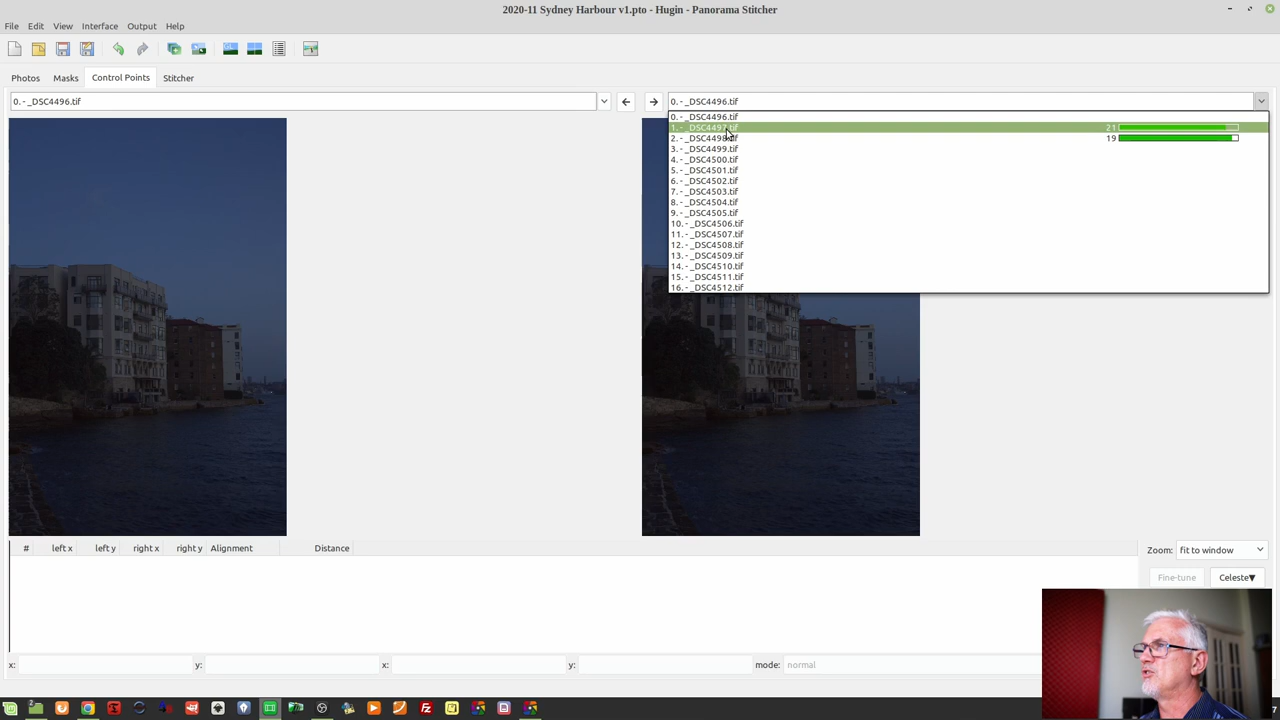 2020-11 Sydney Harbour v1.pto - Hugin - Panorama Stitcher
File Edit View Interface Output Help
Photos Masks Control Points Stitcher
0. - _DSC4496.tif
0. - _DSC4496.tif
0. - _DSC4496.tif
1. - _DSC4497.tif 21
2. - _DSC4498.tif 19
3. - _DSC4499.tif
4. - _DSC4500.tif
5. - _DSC4501.tif
6. - _DSC4502.tif
7. - _DSC4503.tif
8. - _DSC4504.tif
9. - _DSC4505.tif
10. - _DSC4506.tif
11. - _DSC4507.tif
12. - _DSC4508.tif
13. - _DSC4509.tif
14. - _DSC4510.tif
15. - _DSC4511.tif
16. - _DSC4512.tif
# left x left y right x right y Alignment Distance
Zoom: fit to window
Fine-tune Celeste▼
x: y: x: y: mode: normal